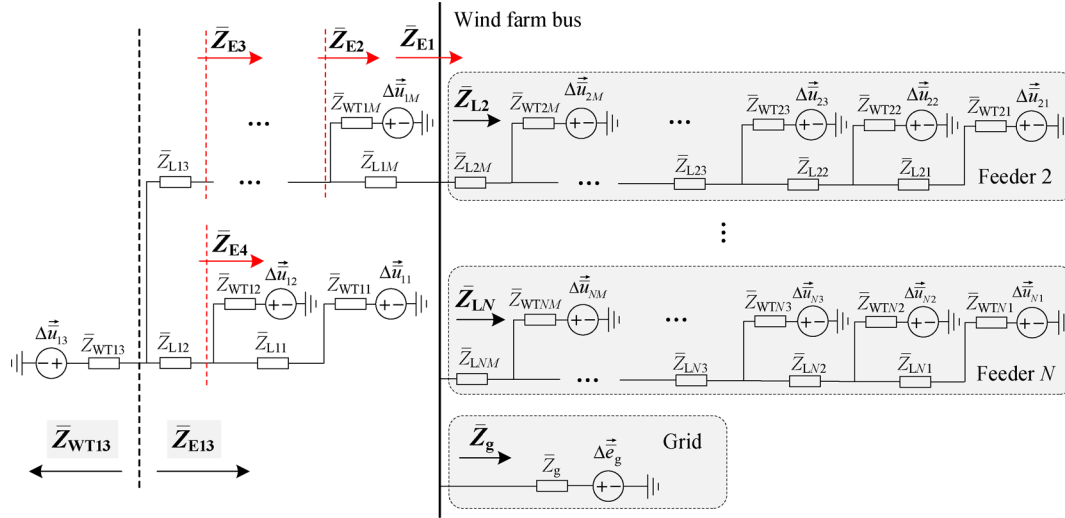 Wind farm bus
Z̄E3
Z̄E2
Z̄E1
Z̄WT1M
Δu⃗̄1M
Z̄L13
...
...
Z̄L1M
Z̄L2
Z̄WT2M
Δu⃗̄2M
...
Z̄WT23
Δu⃗̄23
Z̄WT22
Δu⃗̄22
Z̄WT21
Δu⃗̄21
Z̄L2M
...
Z̄L23
Z̄L22
Z̄L21
Feeder 2
...
Z̄E4
Z̄WT12
Δu⃗̄12
Z̄WT11
Δu⃗̄11
Δu⃗̄13
Z̄WT13
Z̄L12
Z̄L11
Z̄LN
Z̄WTNM
Δu⃗̄NM
...
Z̄WTN3
Δu⃗̄N3
Z̄WTN2
Δu⃗̄N2
Z̄WTN1
Δu⃗̄N1
Z̄LNM
...
Z̄LN3
Z̄LN2
Z̄LN1
Feeder N
Z̄WT13
Z̄E13
Z̄g
Z̄g
Δe⃗̄g
Grid